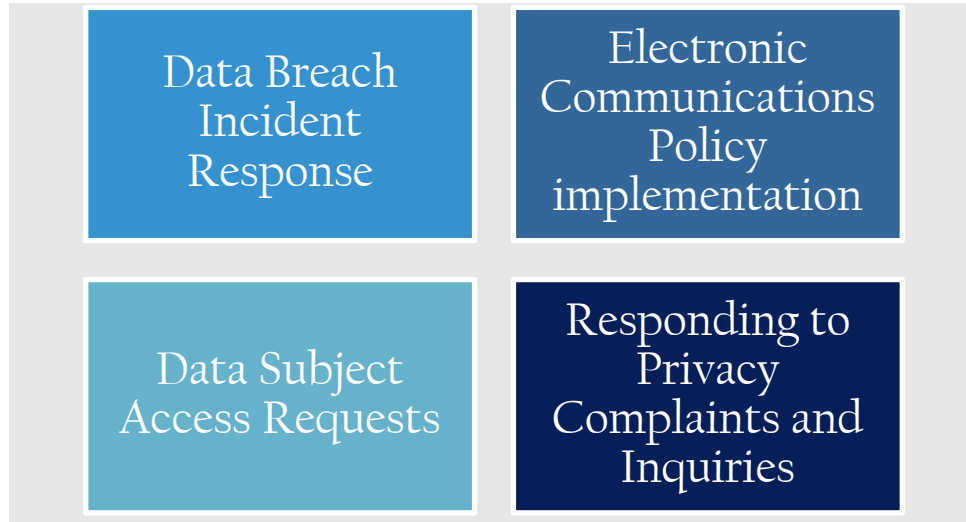 Data Breach
Incident
Response
Electronic
Communications
Policy
implementation
Data Subject
Access Requests
Responding to
Privacy
Complaints and
Inquiries